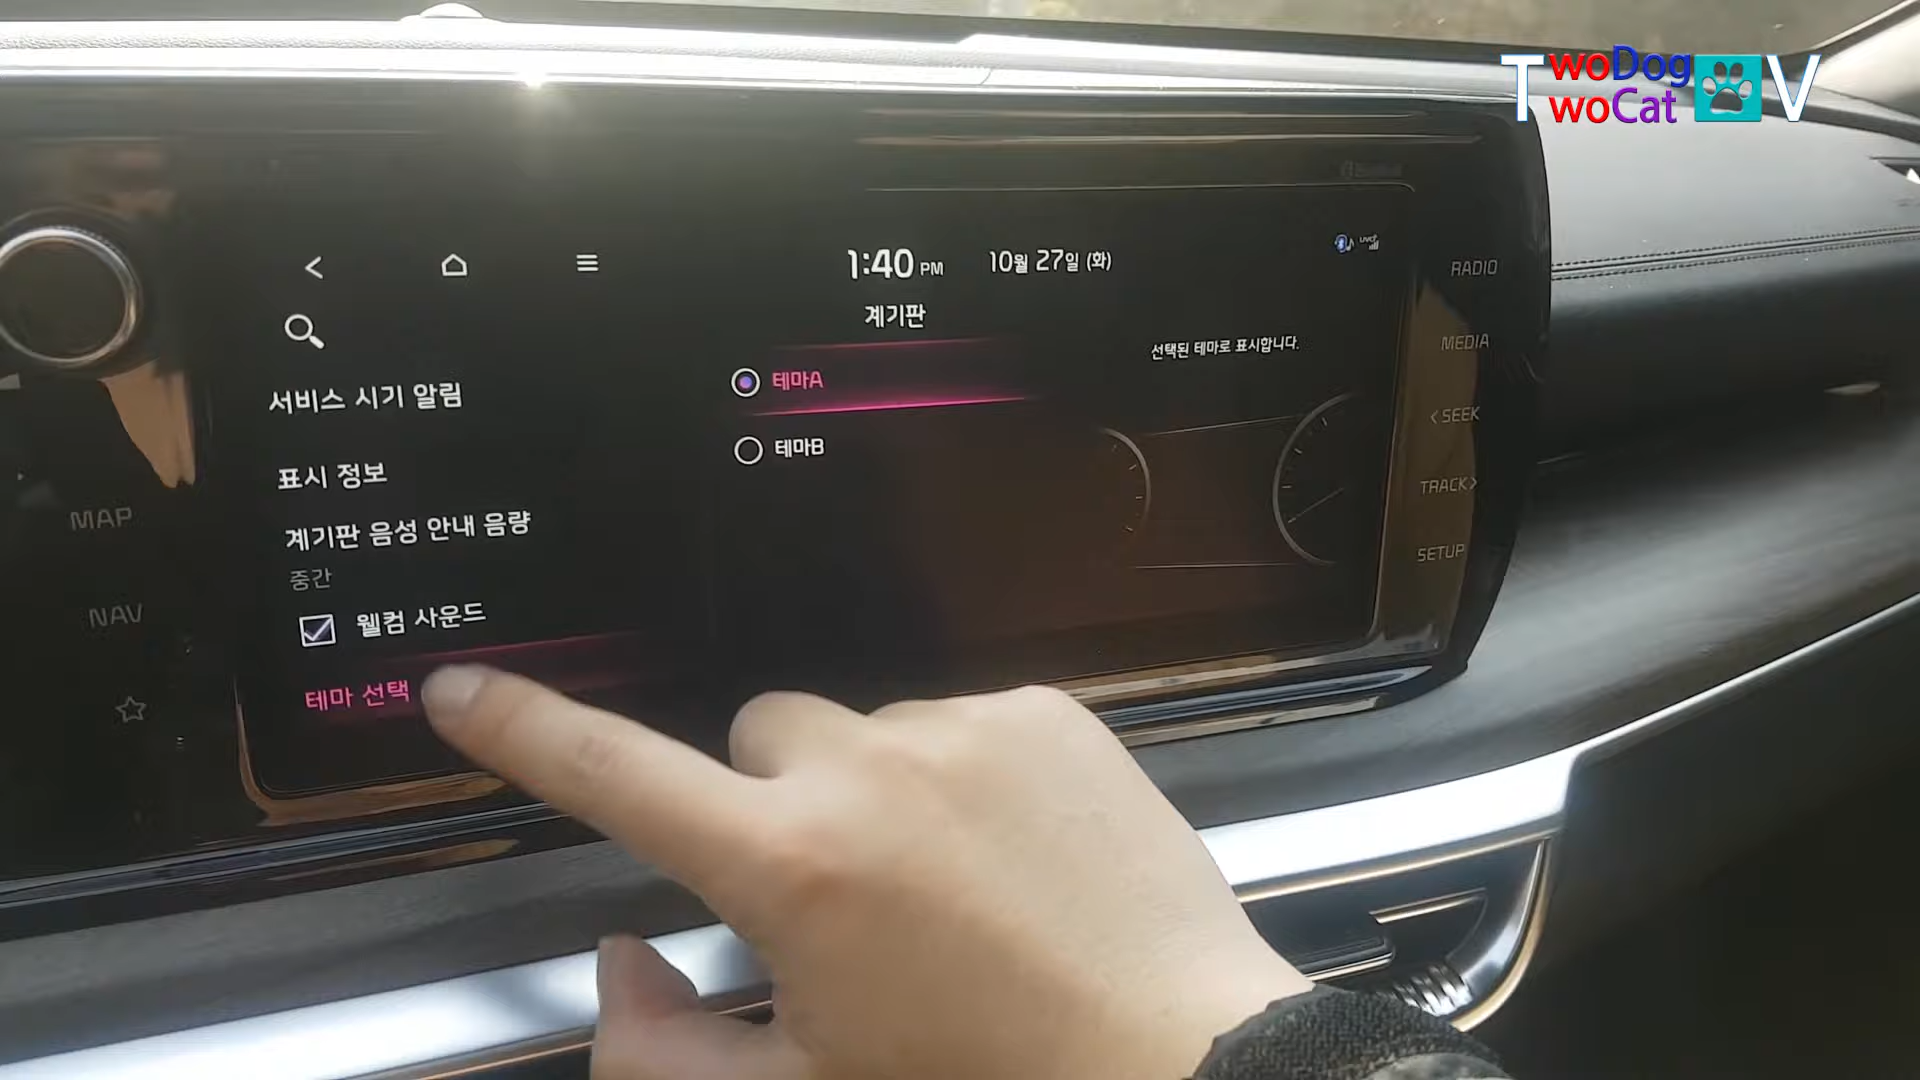 TwoDog
TwoCat
V
1:40 PM
10월 27일 (화)
계기판
서비스 시기 알림
표시 정보
계기판 음성 안내 음량
중간
웰컴 사운드
테마 선택
테마A
테마B
선택된 테마로 표시합니다.
MAP
NAV
RADIO
MEDIA
< SEEK
TRACK >
SETUP